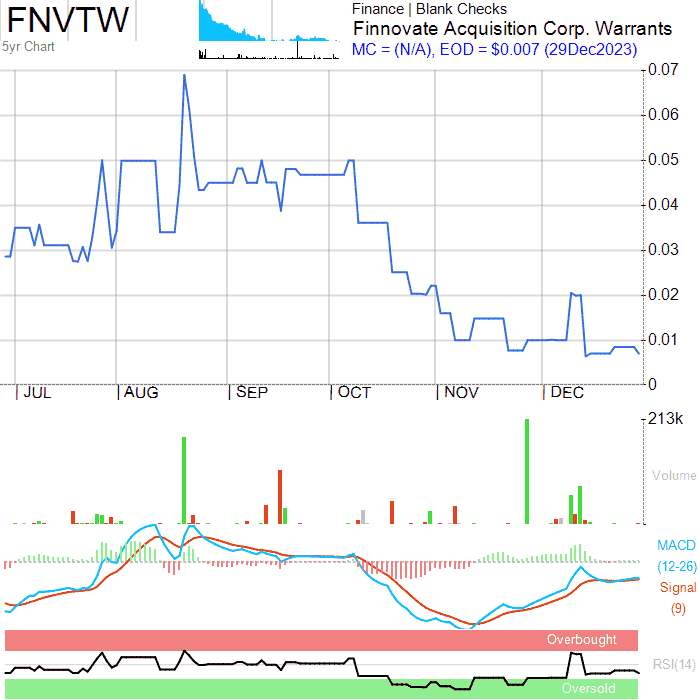 FNVTW
5yr Chart
Finance | Blank Checks
Finnovate Acquisition Corp. Warrants
MC = (N/A), EOD = $0.007 (29Dec2023)
0.07
0.06
0.05
0.04
0.03
0.02
0.01
0
JUL AUG SEP OCT NOV DEC
213k
Volume
MACD
(12-26)
Signal
(9)
Overbought
RSI(14)
Oversold